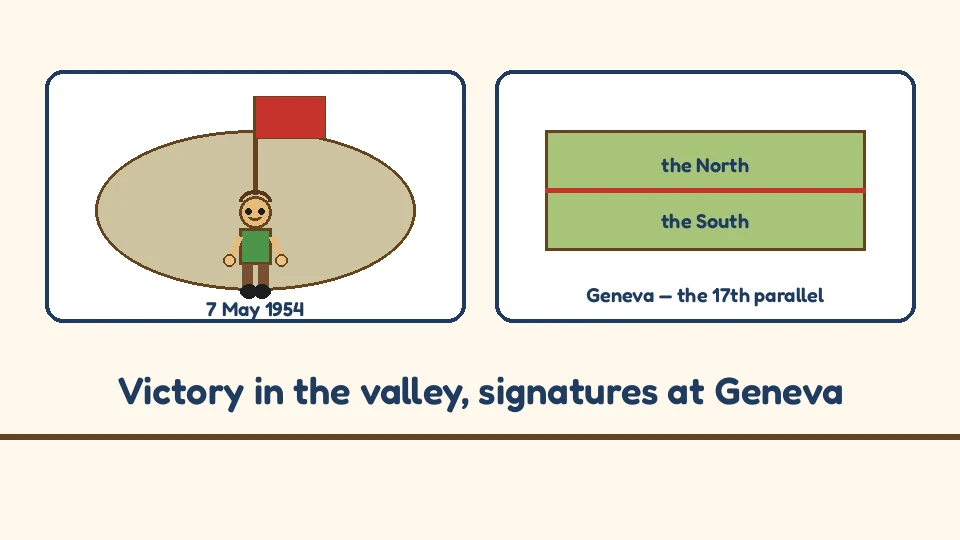 7 May 1954
the North
the South
Geneva — the 17th parallel
Victory in the valley, signatures at Geneva